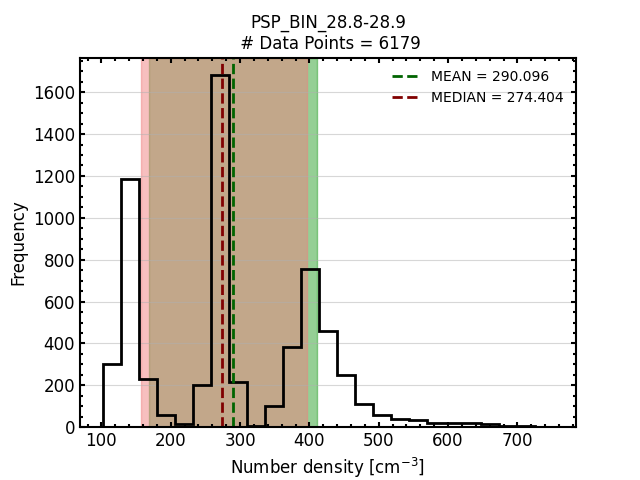 PSP_BIN_28.8-28.9
# Data Points = 6179
MEAN = 290.096
MEDIAN = 274.404
Frequency
1600
1400
1200
1000
800
600
400
200
0
100 200 300 400 500 600 700
Number density [cm⁻³]